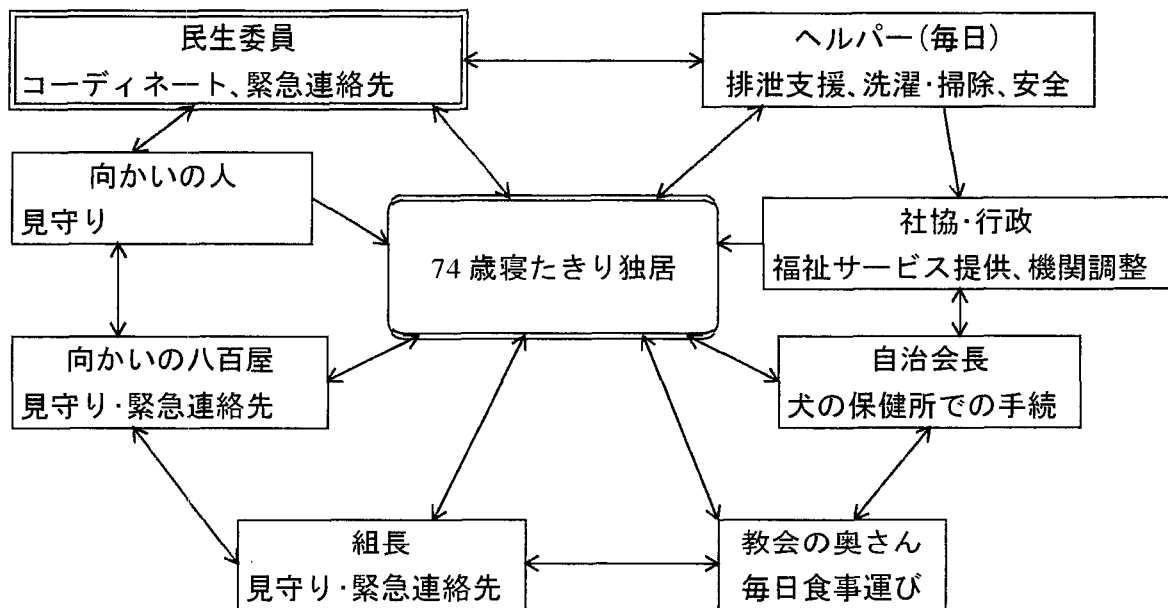 民生委員
コーディネート、緊急連絡先
ヘルパー(毎日)
排泄支援、洗濯・掃除、安全
向かいの人
見守り
74歳寝たきり独居
社協・行政
福祉サービス提供、機関調整
向かいの八百屋
見守り・緊急連絡先
自治会長
犬の保健所での手続
組長
見守り・緊急連絡先
教会の奥さん
毎日食事運び